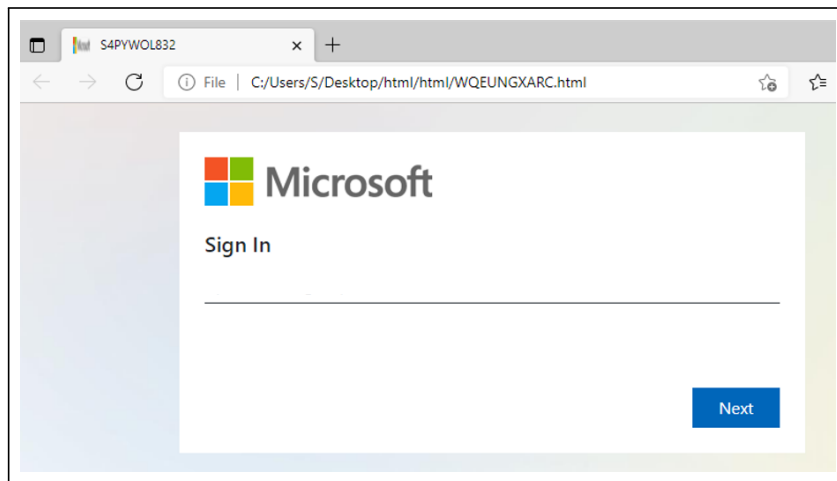 S4PYWOL832
File | C:/Users/S/Desktop/html/html/WQEUNGXARC.html
Microsoft
Sign In
Next